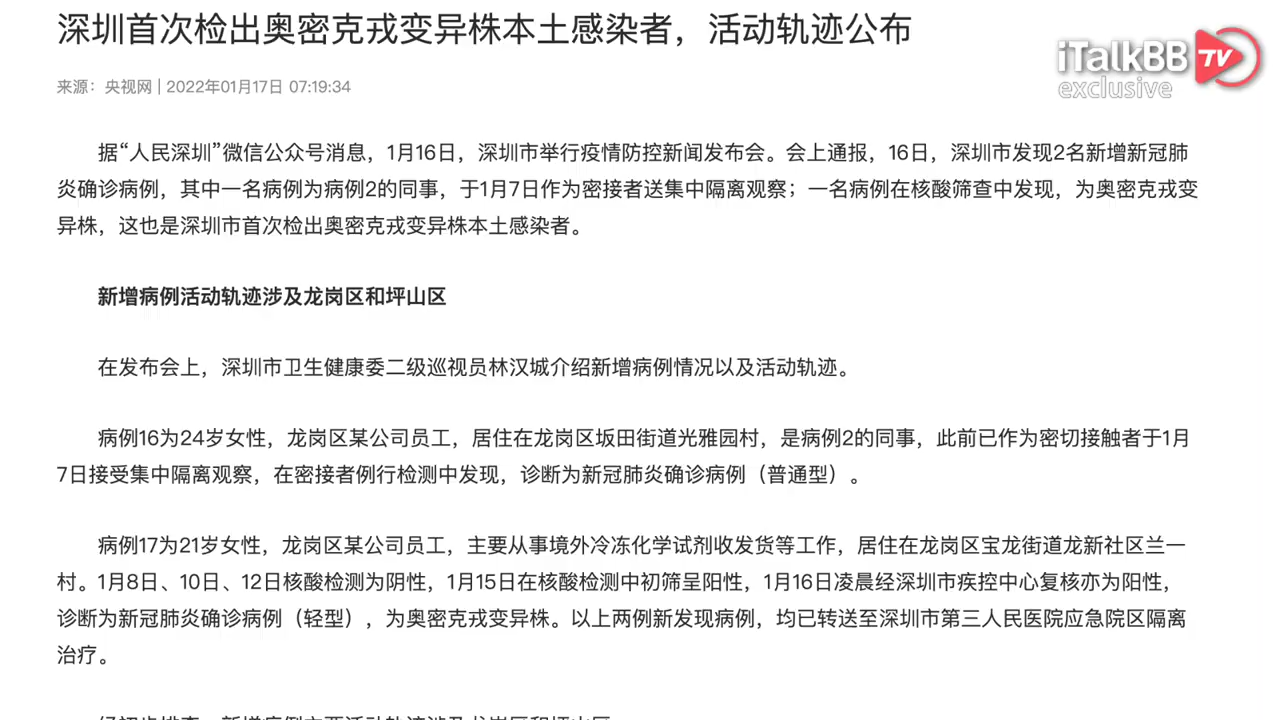 深圳首次检出奥密克戎变异株本土感染者，活动轨迹公布
iTalkBB TV
exclusive
来源：央视网 | 2022年01月17日 07:19:34
据“人民深圳”微信公众号消息，1月16日，深圳市举行疫情防控新闻发布会。会上通报，16日，深圳市发现2名新增新冠肺
炎确诊病例，其中一名病例为病例2的同事，于1月7日作为密接者送集中隔离观察；一名病例在核酸筛查中发现，为奥密克戎变
异株，这也是深圳市首次检出奥密克戎变异株本土感染者。
新增病例活动轨迹涉及龙岗区和坪山区
在发布会上，深圳市卫生健康委二级巡视员林汉城介绍新增病例情况以及活动轨迹。
病例16为24岁女性，龙岗区某公司员工，居住在龙岗区坂田街道光雅园村，是病例2的同事，此前已作为密切接触者于1月
7日接受集中隔离观察，在密接者例行检测中发现，诊断为新冠肺炎确诊病例（普通型）。
病例17为21岁女性，龙岗区某公司员工，主要从事境外冷冻化学试剂收发货等工作，居住在龙岗区宝龙街道龙新社区兰一
村。1月8日、10日、12日核酸检测为阴性，1月15日在核酸检测中初筛呈阳性，1月16日凌晨经深圳市疾控中心复核亦为阳性，
诊断为新冠肺炎确诊病例（轻型），为奥密克戎变异株。以上两例新发现病例，均已转送至深圳市第三人民医院应急院区隔离
治疗。
经初步排查，新增病例主要活动轨迹涉及龙岗区和坪山区